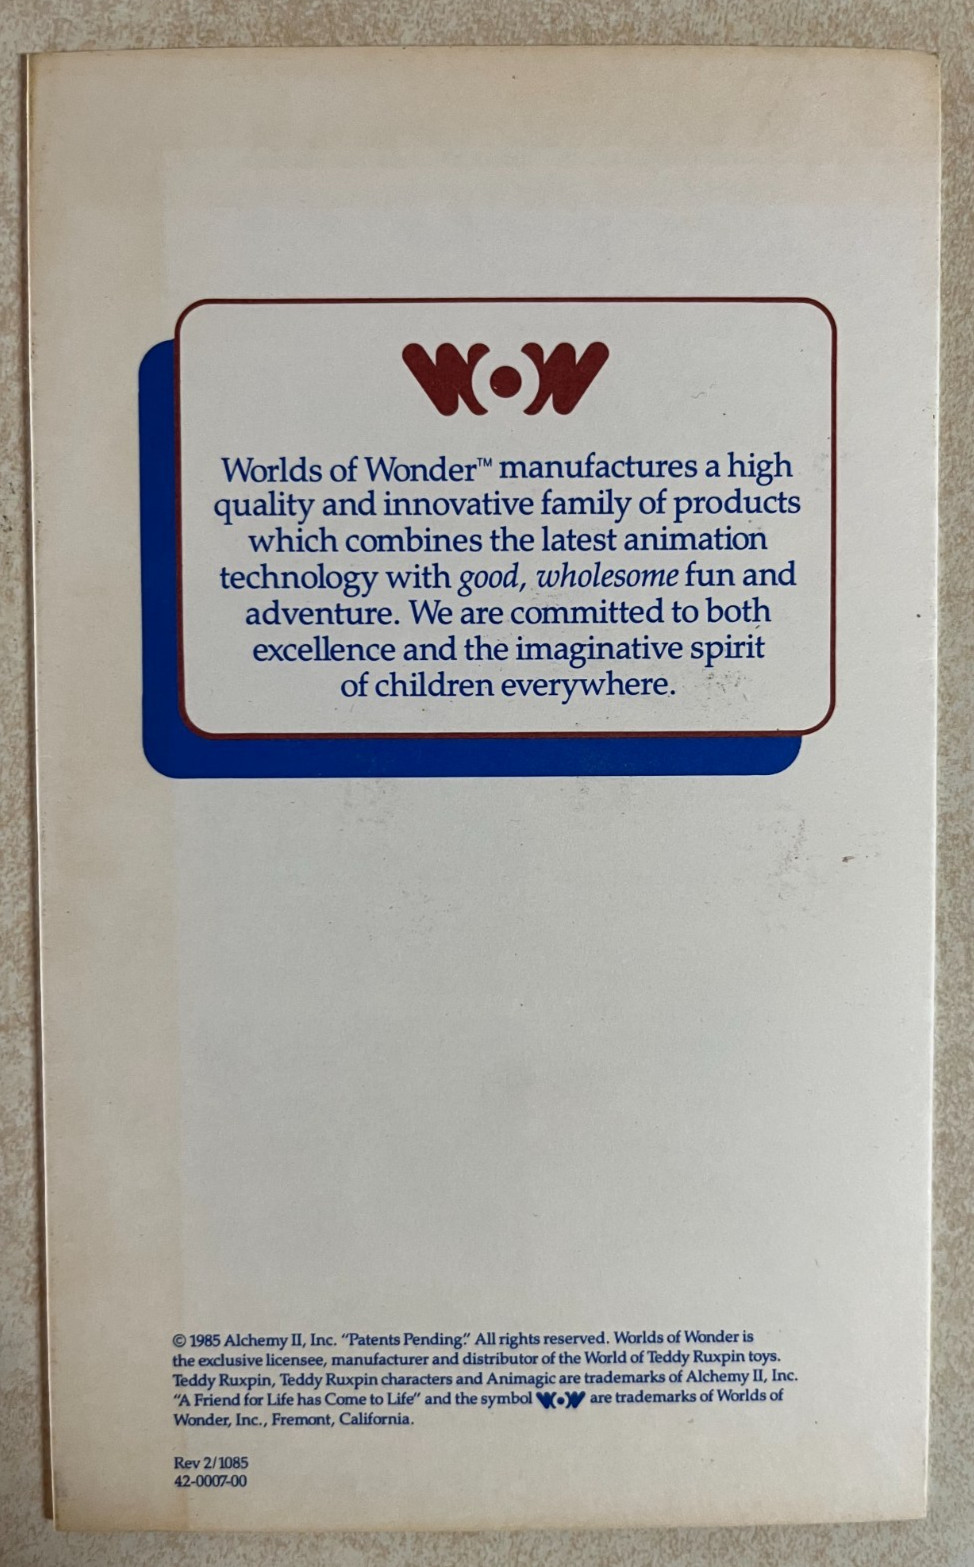 WOW
Worlds of Wonder™ manufactures a high
quality and innovative family of products
which combines the latest animation
technology with good, wholesome fun and
adventure. We are committed to both
excellence and the imaginative spirit
of children everywhere.
© 1985 Alchemy II, Inc. “Patents Pending.” All rights reserved. Worlds of Wonder is
the exclusive licensee, manufacturer and distributor of the World of Teddy Ruxpin toys.
Teddy Ruxpin, Teddy Ruxpin characters and Animagic are trademarks of Alchemy II, Inc.
“A Friend for Life has Come to Life” and the symbol WOW are trademarks of Worlds of
Wonder, Inc., Fremont, California.
Rev 2/1085
42-0007-00